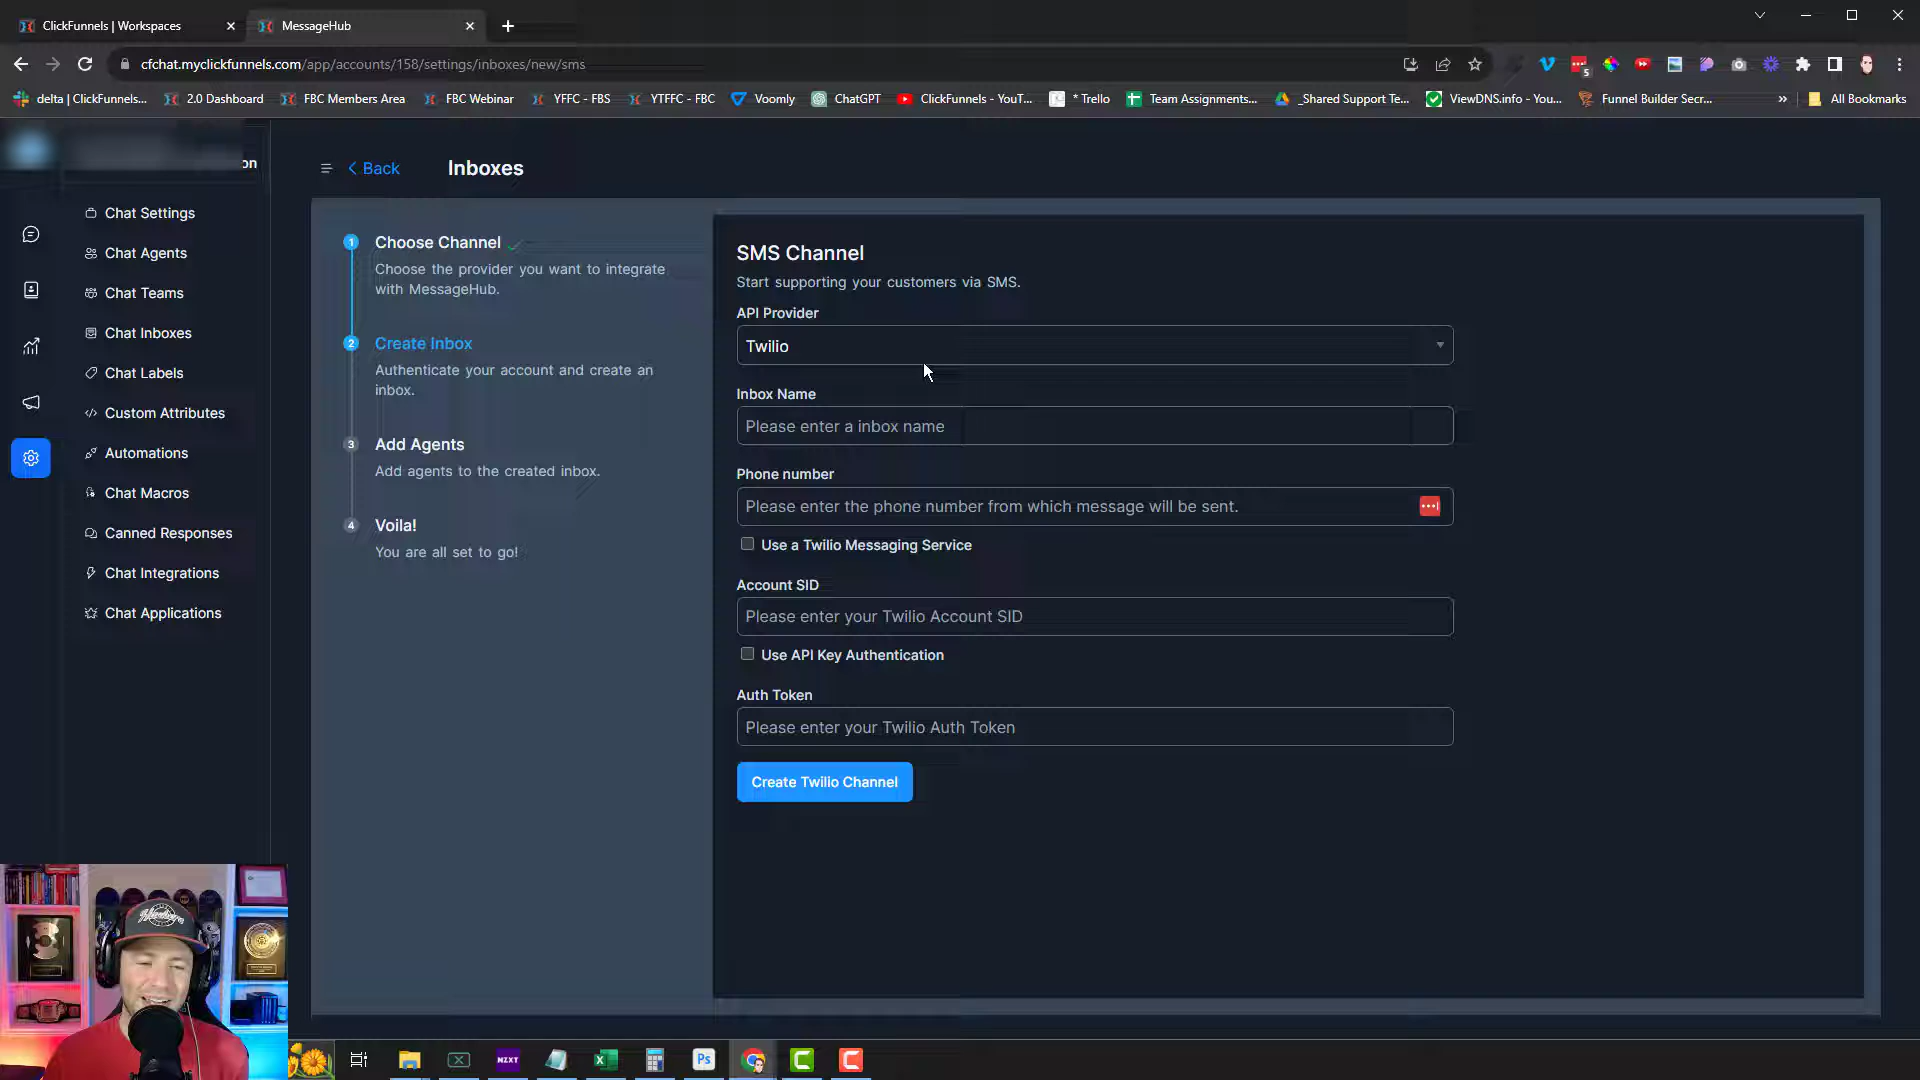 ClickFunnels | Workspaces
MessageHub
cfchat.myclickfunnels.com/app/accounts/158/settings/inboxes/new/sms
5
delta | ClickFunnels...
2.0 Dashboard
FBC Members Area
FBC Webinar
YFFC - FBS
YTFFC - FBC
Voomly
ChatGPT
ClickFunnels - YouT...
* Trello
Team Assignments...
_Shared Support Te...
ViewDNS.info - You...
Funnel Builder Secr...
»
All Bookmarks
on
Back
Inboxes
Chat Settings
Chat Agents
Chat Teams
Chat Inboxes
Chat Labels
Custom Attributes
Automations
Chat Macros
Canned Responses
Chat Integrations
Chat Applications
1
Choose Channel
Choose the provider you want to integrate
with MessageHub.
2
Create Inbox
Authenticate your account and create an
inbox.
3
Add Agents
Add agents to the created inbox.
4
Voila!
You are all set to go!
SMS Channel
Start supporting your customers via SMS.
API Provider
Twilio
Inbox Name
Please enter a inbox name
Phone number
Please enter the phone number from which message will be sent.
Use a Twilio Messaging Service
Account SID
Please enter your Twilio Account SID
Use API Key Authentication
Auth Token
Please enter your Twilio Auth Token
Create Twilio Channel
NZXT
Ps